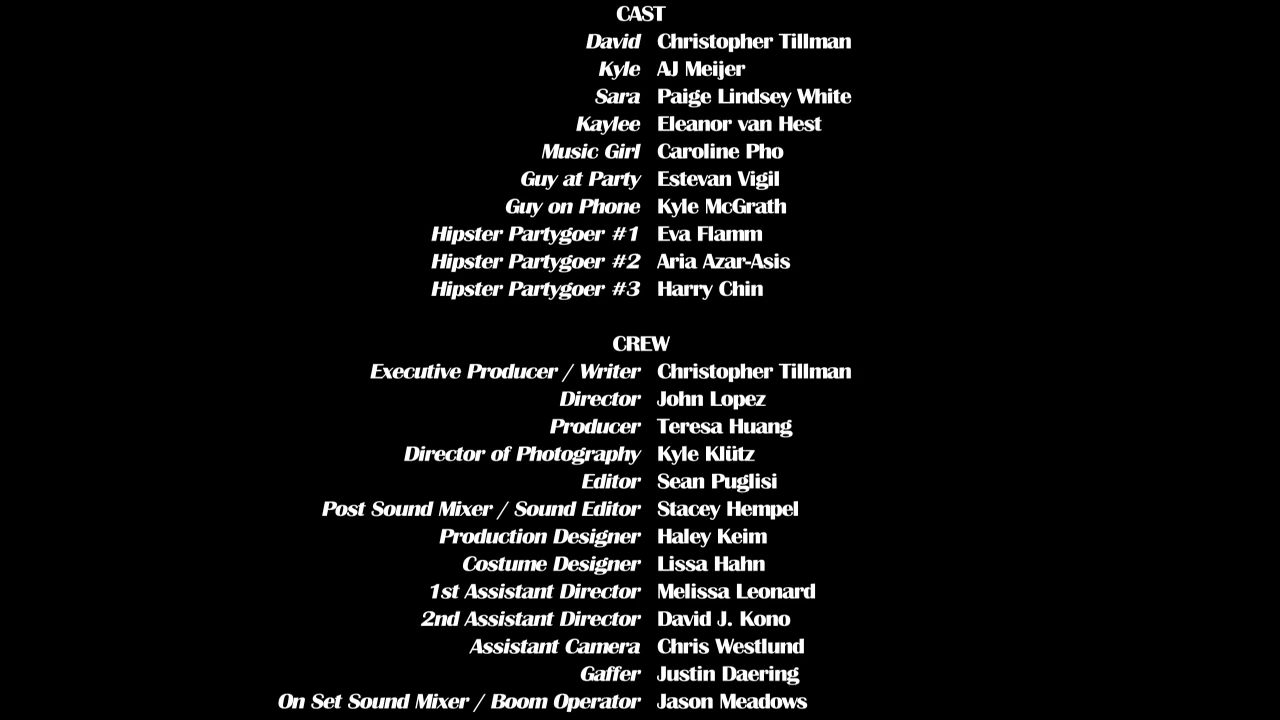 CAST
David Christopher Tillman
Kyle AJ Meijer
Sara Paige Lindsey White
Kaylee Eleanor van Hest
Music Girl Caroline Pho
Guy at Party Estevan Vigil
Guy on Phone Kyle McGrath
Hipster Partygoer #1 Eva Flamm
Hipster Partygoer #2 Aria Azar-Asis
Hipster Partygoer #3 Harry Chin
CREW
Executive Producer / Writer Christopher Tillman
Director John Lopez
Producer Teresa Huang
Director of Photography Kyle Klütz
Editor Sean Puglisi
Post Sound Mixer / Sound Editor Stacey Hempel
Production Designer Haley Keim
Costume Designer Lissa Hahn
1st Assistant Director Melissa Leonard
2nd Assistant Director David J. Kono
Assistant Camera Chris Westlund
Gaffer Justin Daering
On Set Sound Mixer / Boom Operator Jason Meadows